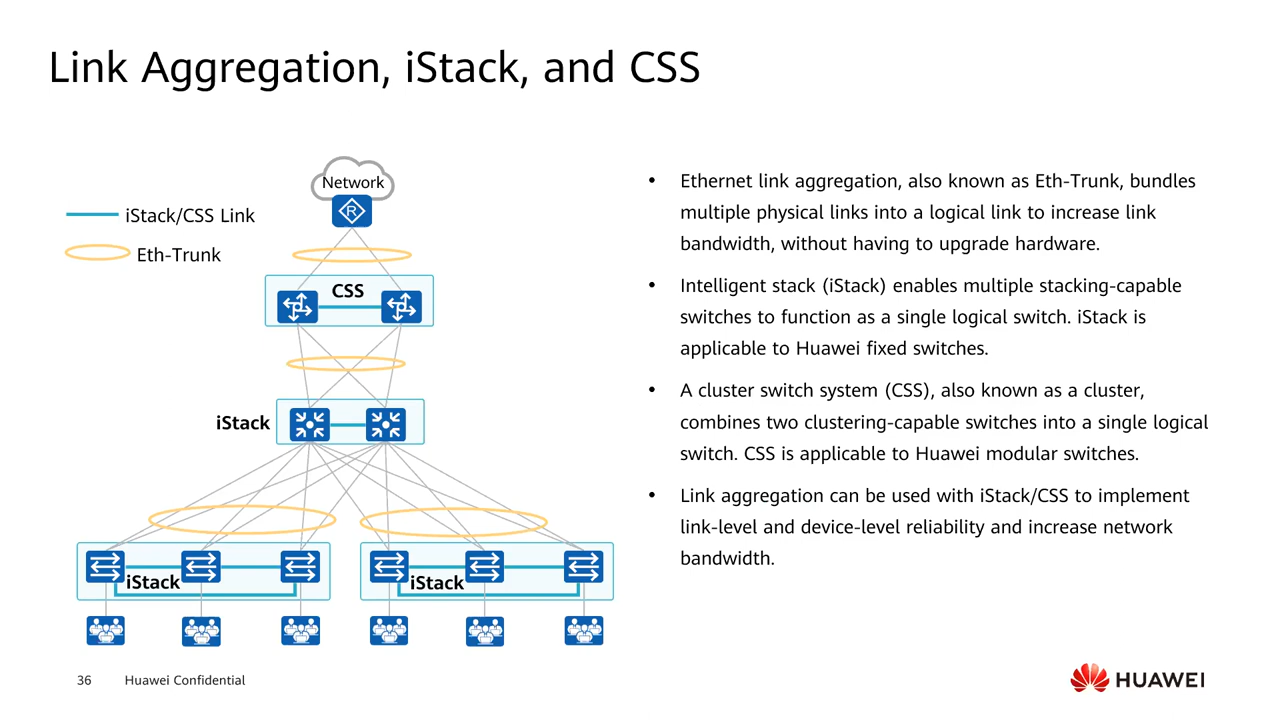 Link Aggregation, iStack, and CSS
Network
R
iStack/CSS Link
Eth-Trunk
CSS
iStack
iStack
iStack
• Ethernet link aggregation, also known as Eth-Trunk, bundles
multiple physical links into a logical link to increase link
bandwidth, without having to upgrade hardware.
• Intelligent stack (iStack) enables multiple stacking-capable
switches to function as a single logical switch. iStack is
applicable to Huawei fixed switches.
• A cluster switch system (CSS), also known as a cluster,
combines two clustering-capable switches into a single logical
switch. CSS is applicable to Huawei modular switches.
• Link aggregation can be used with iStack/CSS to implement
link-level and device-level reliability and increase network
bandwidth.
36 Huawei Confidential
HUAWEI